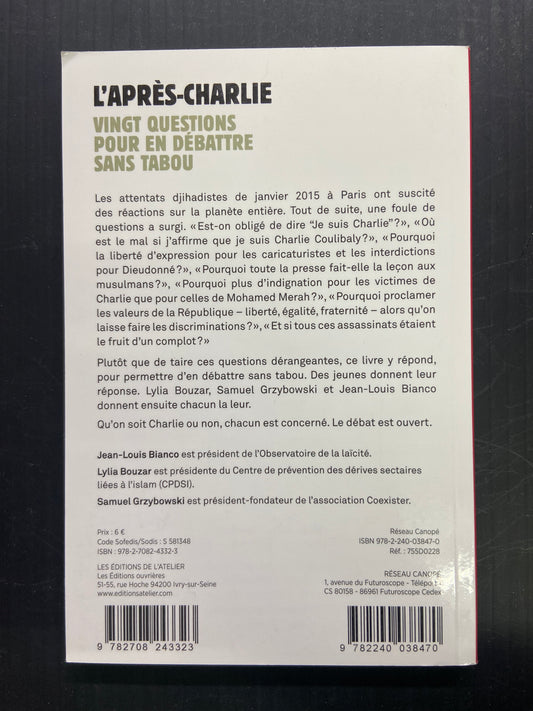 L'APRÈS-CHARLIE
VINGT QUESTIONS
POUR EN DÉBATTRE
SANS TABOU
Les attentats djihadistes de janvier 2015 à Paris ont suscité
des réactions sur la planète entière. Tout de suite, une foule de
questions a surgi. « Est-on obligé de dire “Je suis Charlie” ? », « Où
est le mal si j'affirme que je suis Charlie Coulibaly ? », « Pourquoi
la liberté d'expression pour les caricaturistes et les interdictions
pour Dieudonné ? », « Pourquoi toute la presse fait-elle la leçon aux
musulmans ? », « Pourquoi plus d'indignation pour les victimes de
Charlie que pour celles de Mohamed Merah ? », « Pourquoi proclamer
les valeurs de la République – liberté, égalité, fraternité – alors qu'on
laisse faire les discriminations ? », « Et si tous ces assassinats étaient
le fruit d'un complot ? »
Plutôt que de taire ces questions dérangeantes, ce livre y répond,
pour permettre d'en débattre sans tabou. Des jeunes donnent leur
réponse. Lylia Bouzar, Samuel Grzybowski et Jean-Louis Bianco
donnent ensuite chacun la leur.
Qu'on soit Charlie ou non, chacun est concerné. Le débat est ouvert.
Jean-Louis Bianco est président de l'Observatoire de la laïcité.
Lylia Bouzar est présidente du Centre de prévention des dérives sectaires
liées à l'islam (CPDSI).
Samuel Grzybowski est président-fondateur de l'association Coexister.
Prix : 6 €
Code Sofedis/Sodis : S 581348
ISBN : 978-2-7082-4332-3
LES ÉDITIONS DE L'ATELIER
Les Éditions ouvrières
51-55, rue Hoche 94200 Ivry-sur-Seine
www.editionsatelier.com
9 782708 243323
Réseau Canopé
ISBN 978-2-240-03847-0
Réf. : 755D0228
RÉSEAU CANOPÉ
1, avenue du Futuroscope - Téléport
CS 80158 - 86961 Futuroscope Cedex
9 782240 038470